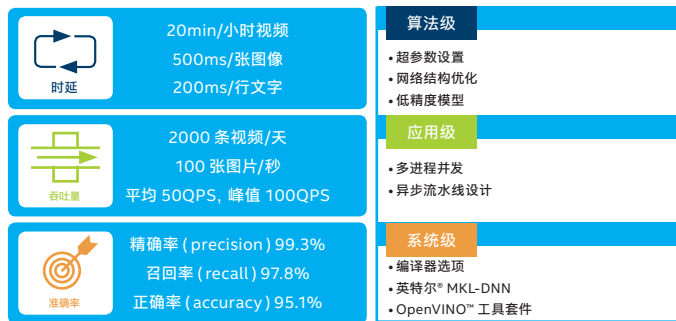 20min/小时视频
500ms/张图像
200ms/行文字
时延
2000 条视频/天
100 张图片/秒
平均 50QPS, 峰值 100QPS
吞吐量
精确率 ( precision ) 99.3%
召回率 ( recall ) 97.8%
正确率 ( accuracy ) 95.1%
准确率
算法级
•超参数设置
•网络结构优化
•低精度模型
应用级
•多进程并发
•异步流水线设计
系统级
•编译器选项
•英特尔® MKL-DNN
•OpenVINO™ 工具套件